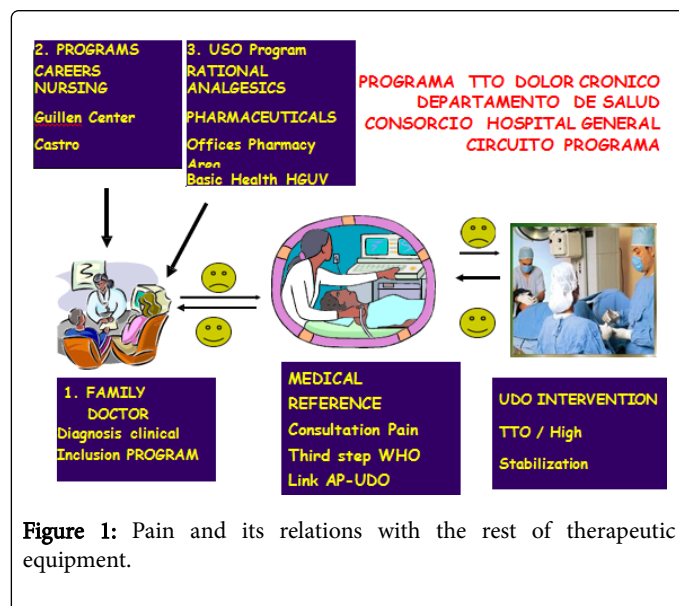 2. PROGRAMS
CAREERS
NURSING
Guillen Center
Castro
3. USO Program
RATIONAL
ANALGESICS
PHARMACEUTICALS
Offices Pharmacy
Area
Basic Health HGUV
PROGRAMA TTO DOLOR CRONICO
DEPARTAMENTO DE SALUD
CONSORCIO HOSPITAL GENERAL
CIRCUITO PROGRAMA
1. FAMILY
DOCTOR
Diagnosis clinical
Inclusion PROGRAM
MEDICAL
REFERENCE
Consultation Pain
Third step WHO
Link AP-UDO
UDO INTERVENTION
TTO / High
Stabilization
Figure 1: Pain and its relations with the rest of therapeutic
equipment.